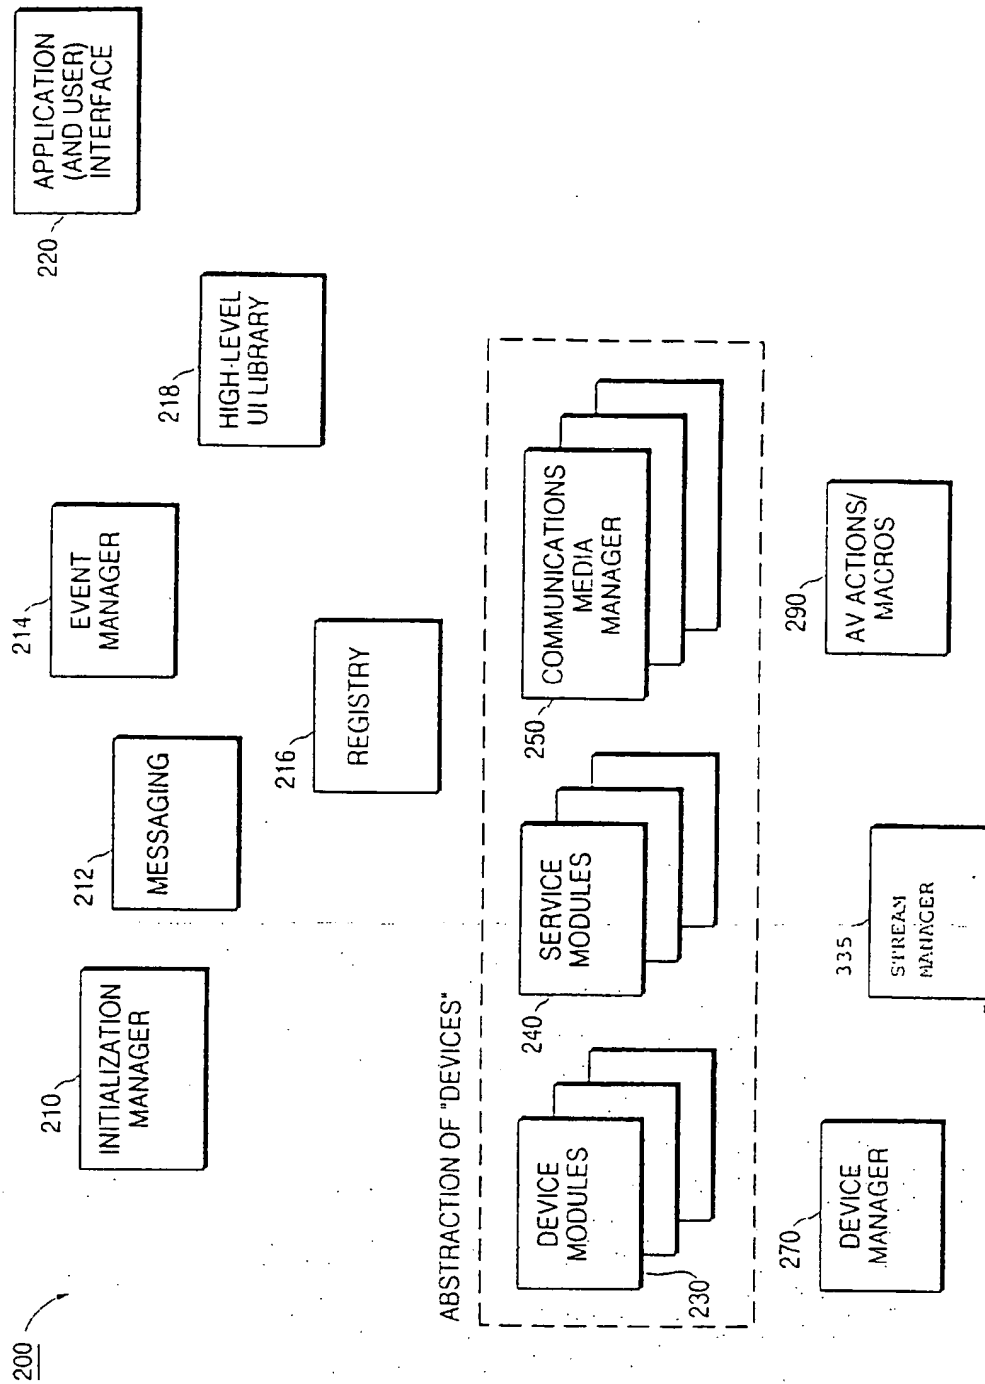 200
210
INITIALIZATION
MANAGER
212
MESSAGING
214
EVENT
MANAGER
216
REGISTRY
218
HIGH-LEVEL
UI LIBRARY
220
APPLICATION
(AND USER)
INTERFACE
ABSTRACTION OF "DEVICES"
DEVICE
MODULES
230
240
SERVICE
MODULES
250
COMMUNICATIONS
MEDIA
MANAGER
270
DEVICE
MANAGER
335
STREAM
MANAGER
290
AV ACTIONS/
MACROS